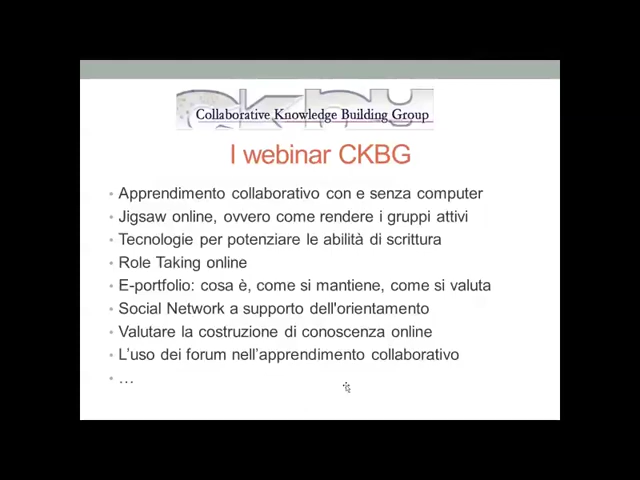 Collaborative Knowledge Building Group
I webinar CKBG
• Apprendimento collaborativo con e senza computer
• Jigsaw online, ovvero come rendere i gruppi attivi
• Tecnologie per potenziare le abilità di scrittura
• Role Taking online
• E-portfolio: cosa è, come si mantiene, come si valuta
• Social Network a supporto dell'orientamento
• Valutare la costruzione di conoscenza online
• L’uso dei forum nell’apprendimento collaborativo
• …